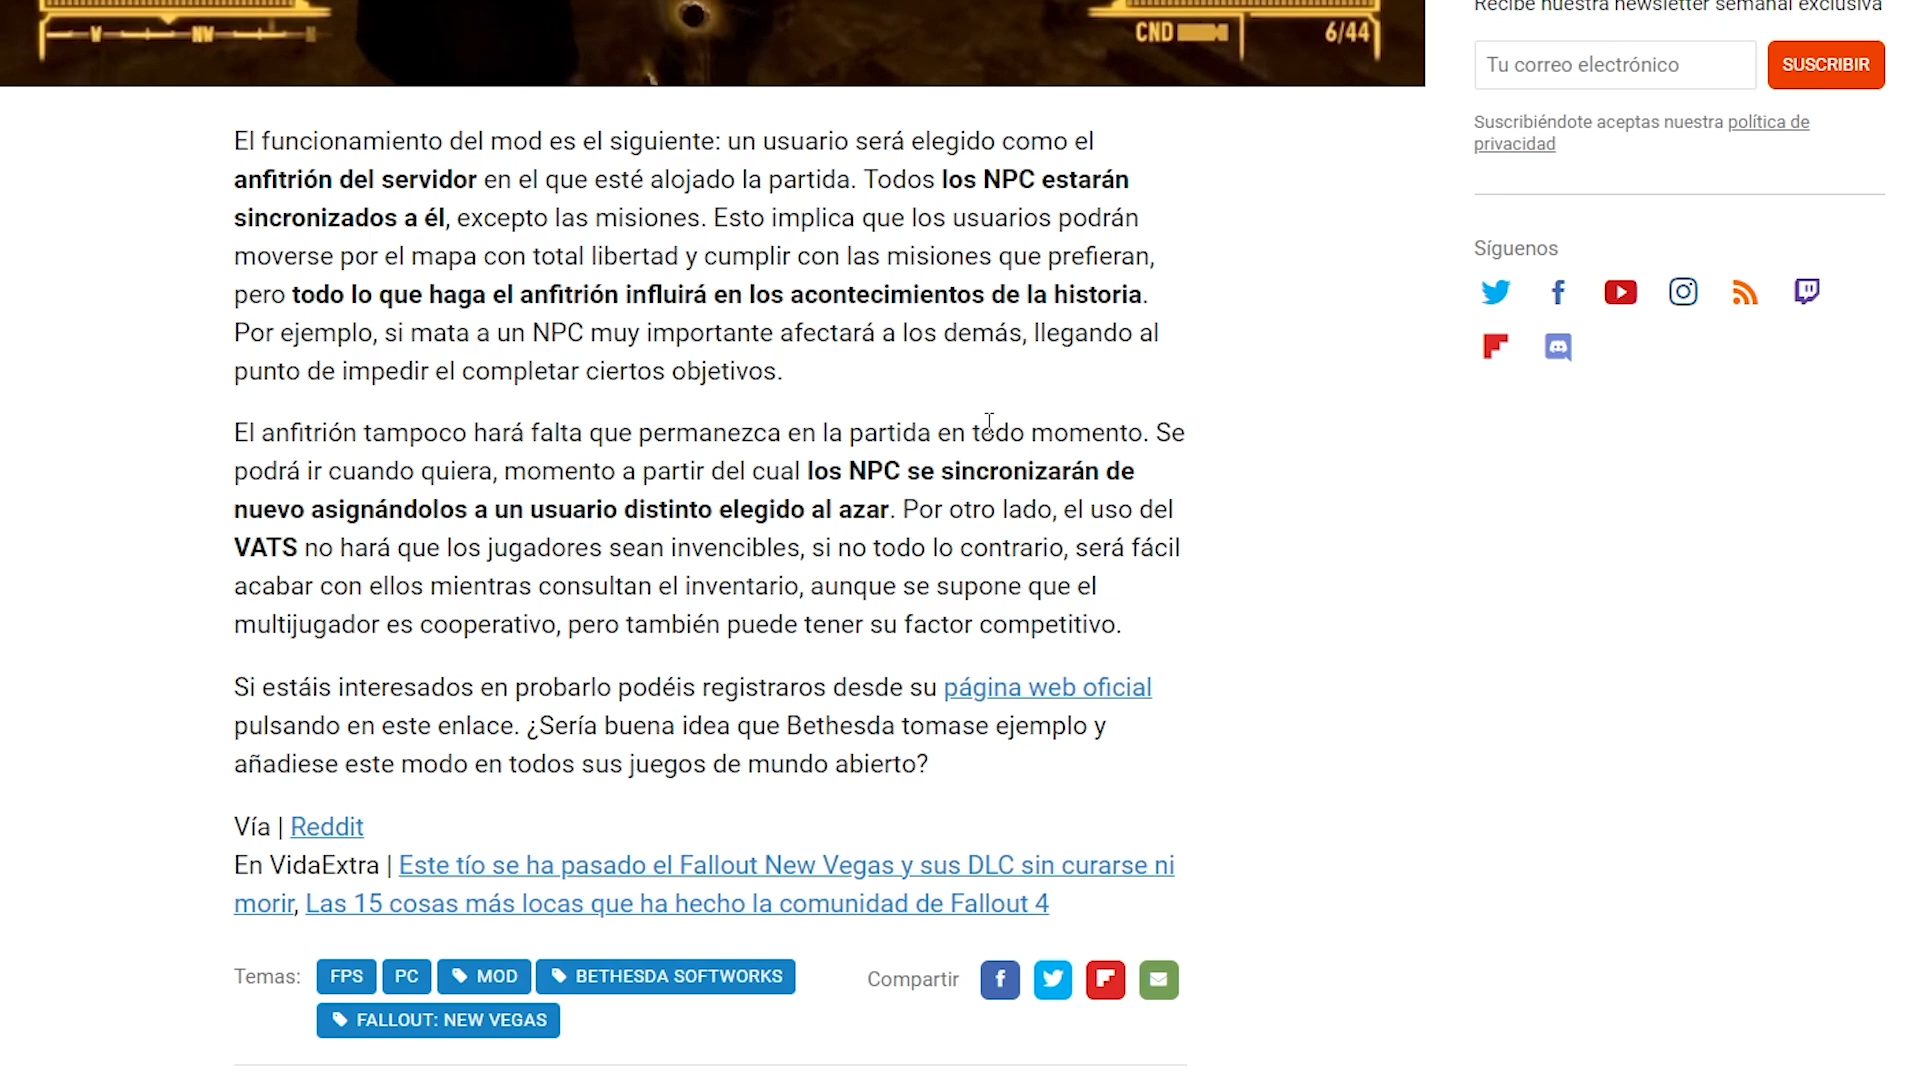 W NW N
CND 6/44
Recibe nuestra newsletter semanal exclusiva
Tu correo electrónico
SUSCRIBIR
Suscribiéndote aceptas nuestra política de
privacidad
Síguenos
El funcionamiento del mod es el siguiente: un usuario será elegido como el
anfitrión del servidor en el que esté alojado la partida. Todos los NPC estarán
sincronizados a él, excepto las misiones. Esto implica que los usuarios podrán
moverse por el mapa con total libertad y cumplir con las misiones que prefieran,
pero todo lo que haga el anfitrión influirá en los acontecimientos de la historia.
Por ejemplo, si mata a un NPC muy importante afectará a los demás, llegando al
punto de impedir el completar ciertos objetivos.
El anfitrión tampoco hará falta que permanezca en la partida en todo momento. Se
podrá ir cuando quiera, momento a partir del cual los NPC se sincronizarán de
nuevo asignándolos a un usuario distinto elegido al azar. Por otro lado, el uso del
VATS no hará que los jugadores sean invencibles, si no todo lo contrario, será fácil
acabar con ellos mientras consultan el inventario, aunque se supone que el
multijugador es cooperativo, pero también puede tener su factor competitivo.
Si estáis interesados en probarlo podéis registraros desde su página web oficial
pulsando en este enlace. ¿Sería buena idea que Bethesda tomase ejemplo y
añadiese este modo en todos sus juegos de mundo abierto?
Vía | Reddit
En VidaExtra | Este tío se ha pasado el Fallout New Vegas y sus DLC sin curarse ni
morir, Las 15 cosas más locas que ha hecho la comunidad de Fallout 4
Temas: FPS PC MOD BETHESDA SOFTWORKS
FALLOUT: NEW VEGAS
Compartir